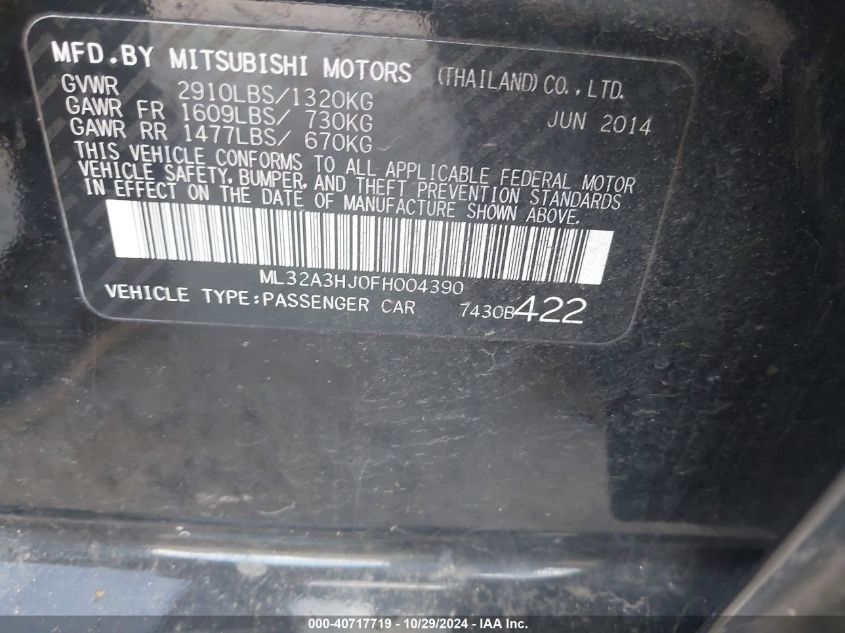 MFD.BY MITSUBISHI MOTORS (THAILAND) CO.,LTD.
GVWR 2910LBS/1320KG
GAWR FR 1609LBS/ 730KG JUN 2014
GAWR RR 1477LBS/ 670KG
THIS VEHICLE CONFORMS TO ALL APPLICABLE FEDERAL MOTOR
VEHICLE SAFETY, BUMPER, AND THEFT PREVENTION STANDARDS
IN EFFECT ON THE DATE OF MANUFACTURE SHOWN ABOVE.
ML32A3HJ0FH004390
VEHICLE TYPE:PASSENGER CAR 7430B422
000-40717719 - 10/29/2024 - IAA Inc.